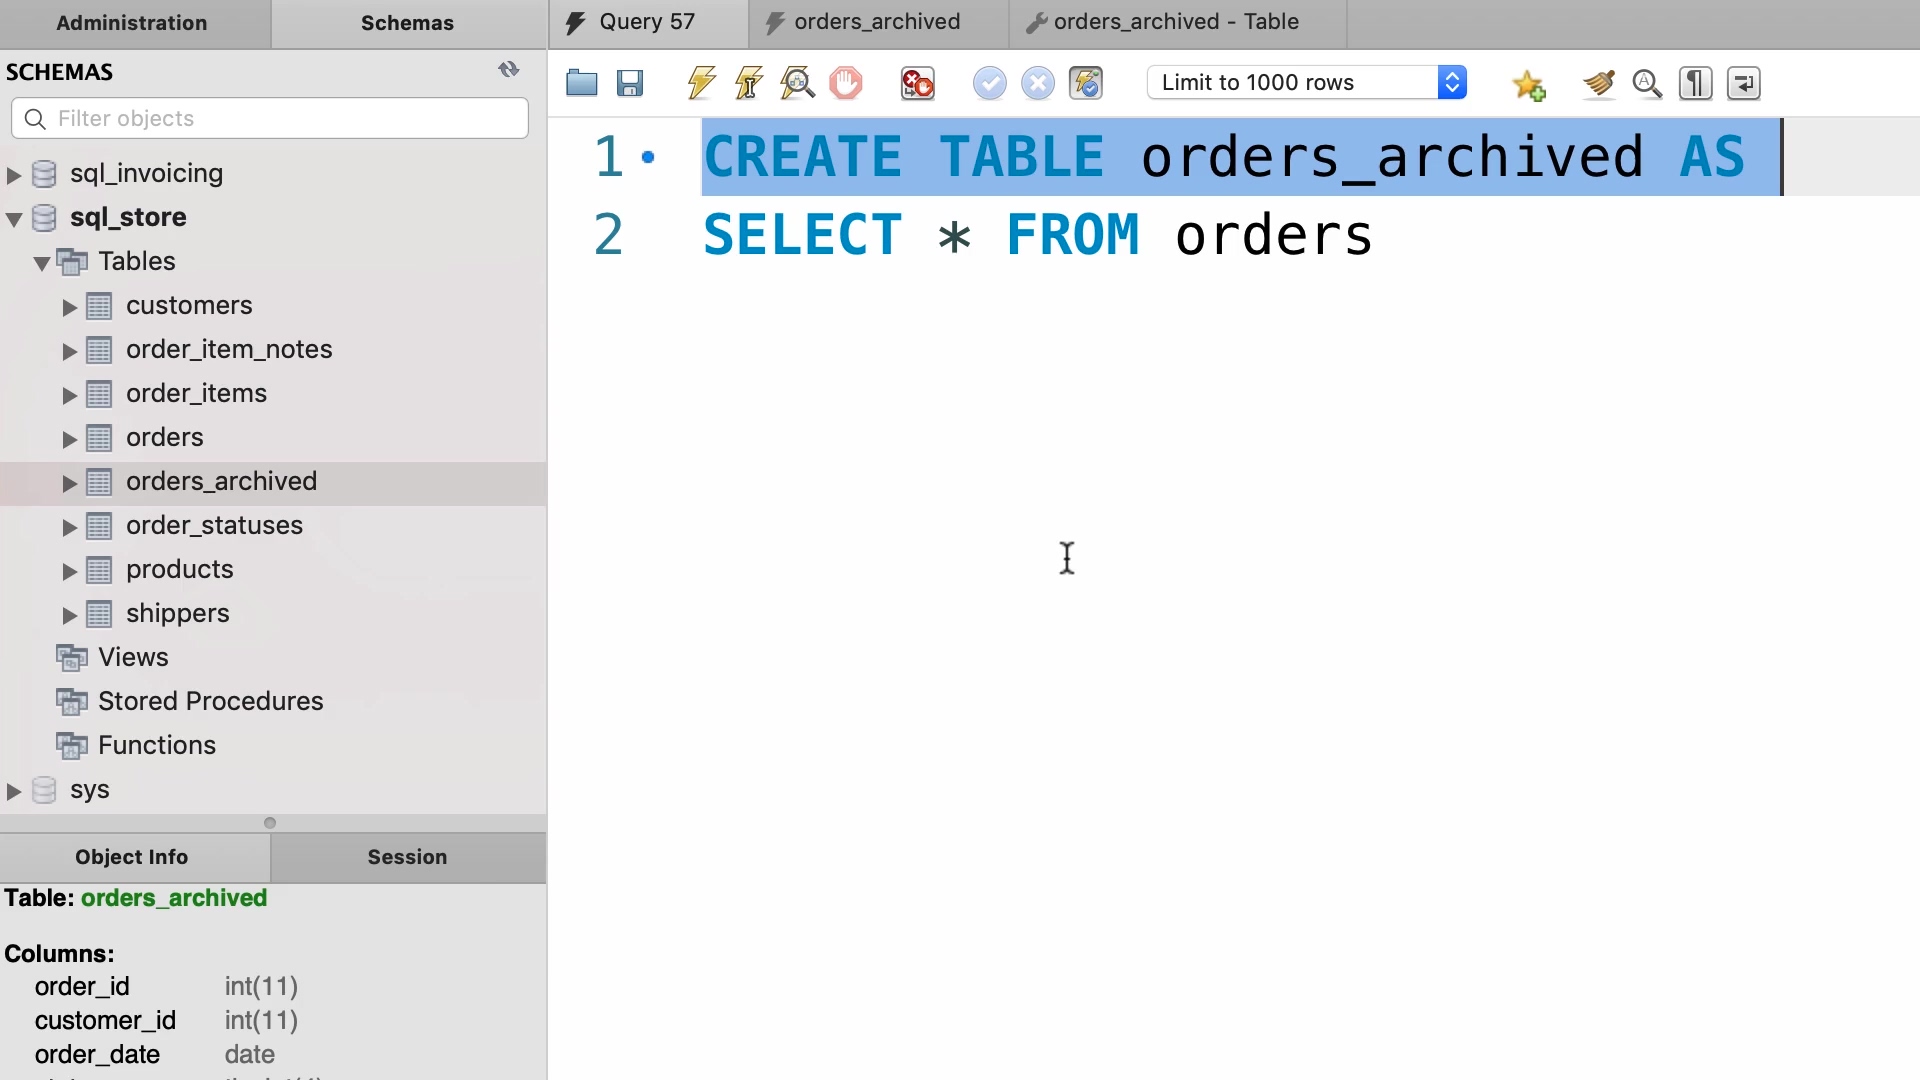 Administration
Schemas
Query 57
orders_archived
orders_archived - Table
SCHEMAS
Filter objects
Limit to 1000 rows
sql_invoicing
sql_store
Tables
customers
order_item_notes
order_items
orders
orders_archived
order_statuses
products
shippers
Views
Stored Procedures
Functions
sys
1 CREATE TABLE orders_archived AS
2 SELECT * FROM orders
Object Info
Session
Table: orders_archived
Columns:
order_id int(11)
customer_id int(11)
order_date date